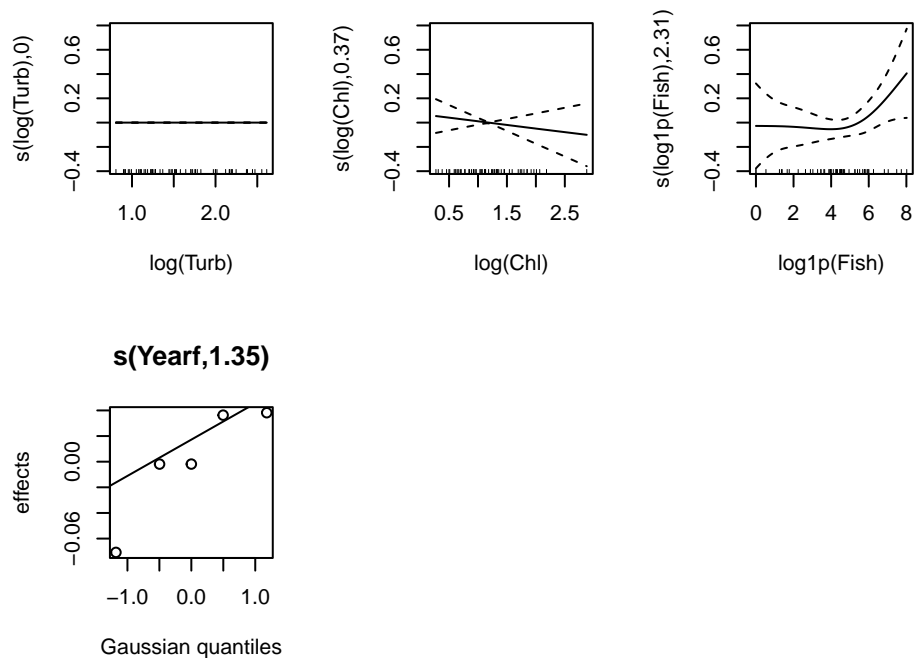 s(log(Turb),0)
0.6
0.2
−0.4
1.0 2.0
log(Turb)
s(log(Chl),0.37)
0.6
0.2
−0.4
0.5 1.5 2.5
log(Chl)
s(log1p(Fish),2.31)
0.6
0.2
−0.4
0 2 4 6 8
log1p(Fish)
s(Yearf,1.35)
effects
0.00
−0.06
−1.0 0.0 1.0
Gaussian quantiles